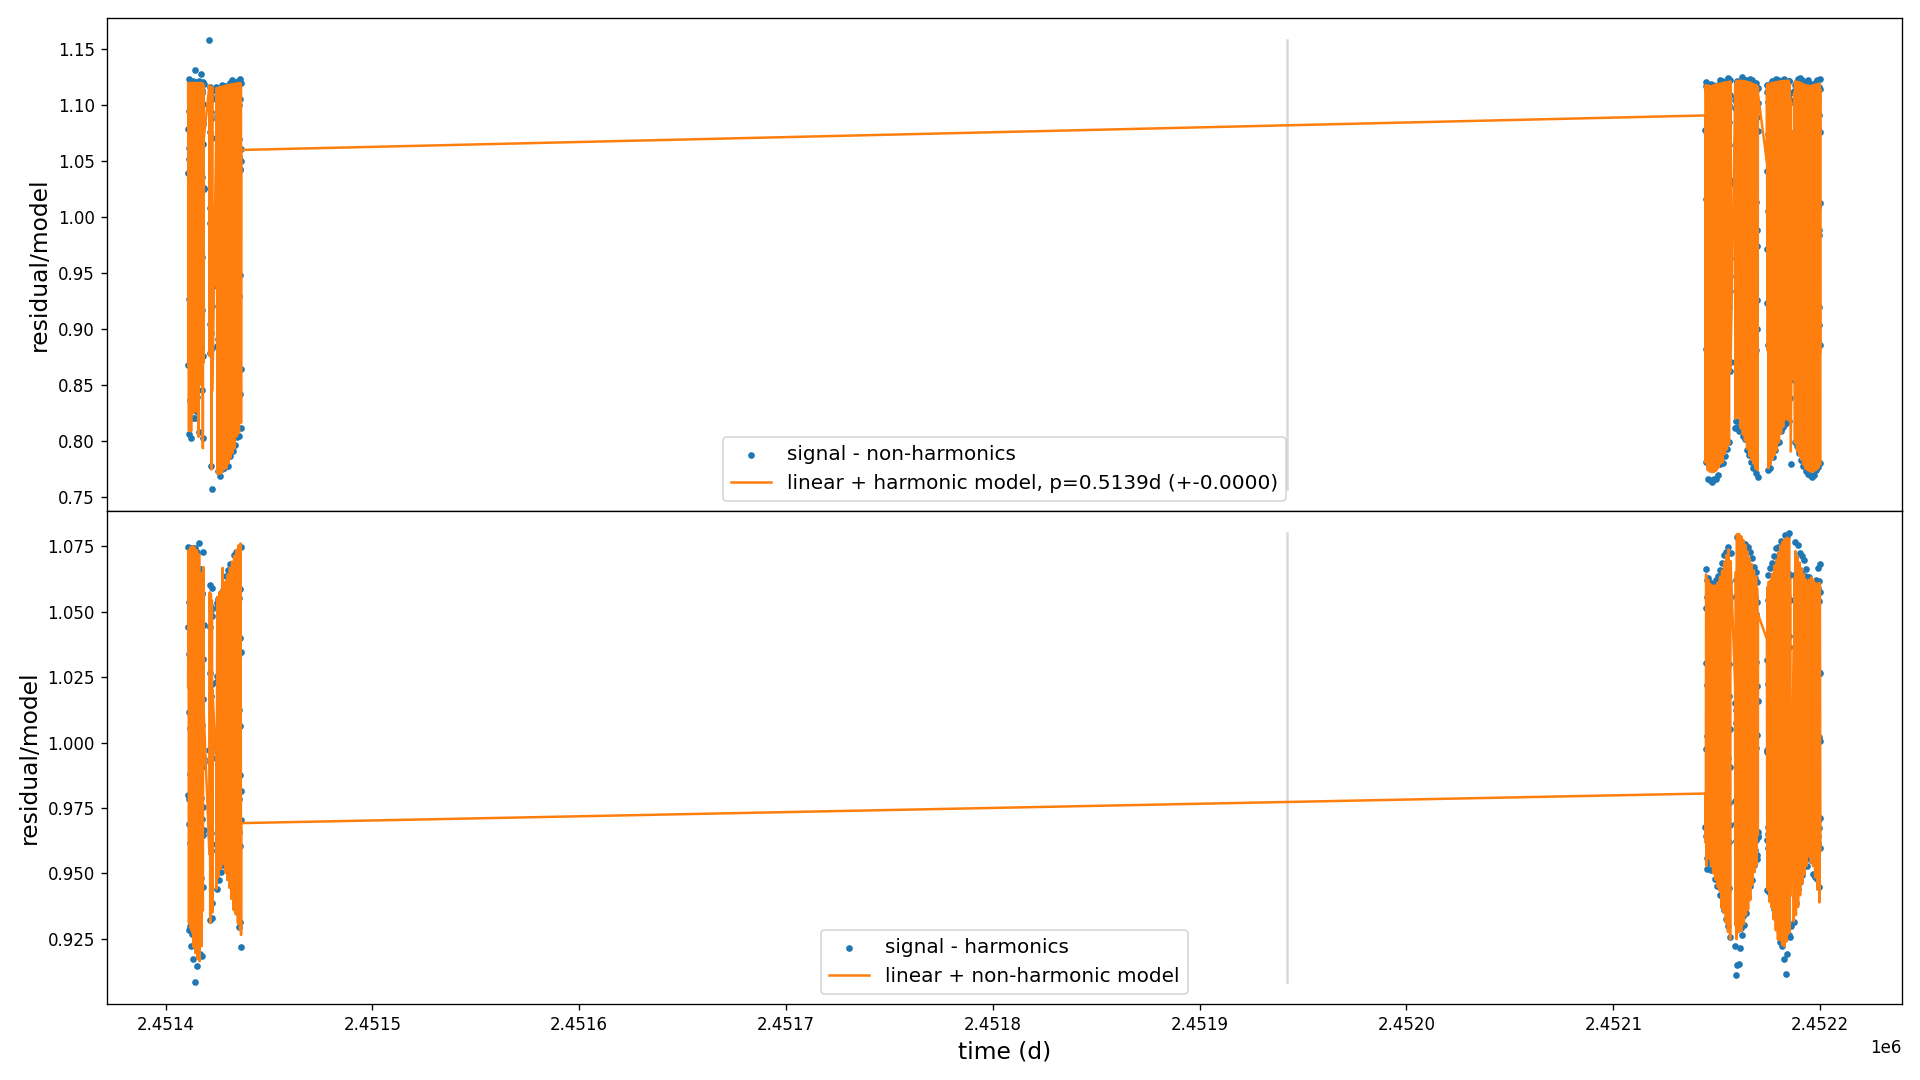 1.15
1.10
1.05
1.00
0.95
0.90
0.85
0.80
0.75
residual/model
signal - non-harmonics
linear + harmonic model, p=0.5139d (+-0.0000)
1.075
1.050
1.025
1.000
0.975
0.950
0.925
residual/model
signal - harmonics
linear + non-harmonic model
2.4514 2.4515 2.4516 2.4517 2.4518 2.4519 2.4520 2.4521 2.4522
time (d)
1e6